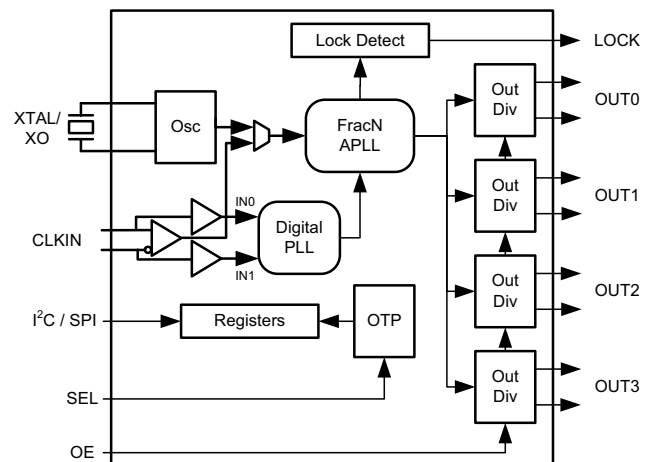 Lock Detect
LOCK
XTAL/
XO
Osc
FracN
APLL
Out
Div
OUT0
CLKIN
IN0
IN1
Digital
PLL
Out
Div
OUT1
Out
Div
OUT2
I²C / SPI
Registers
OTP
Out
Div
OUT3
SEL
OE